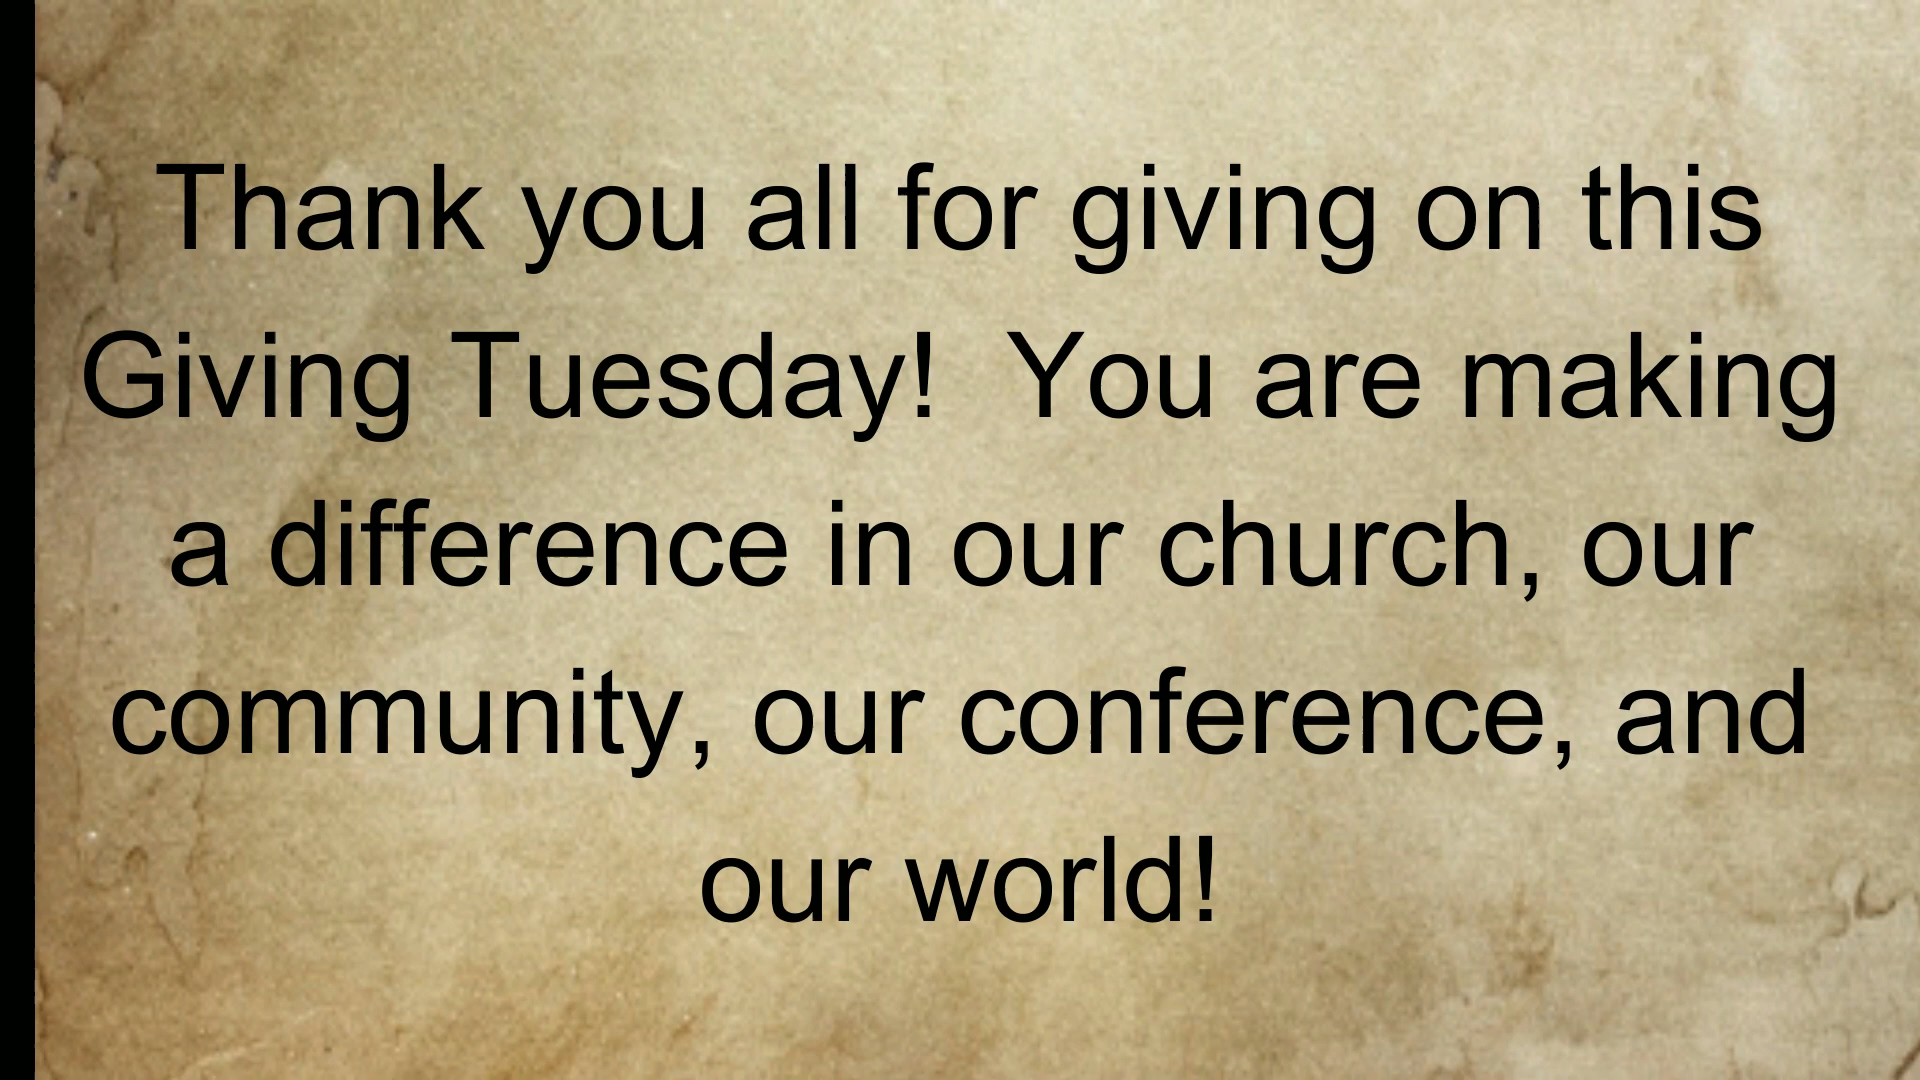 Thank you all for giving on this
Giving Tuesday!  You are making
a difference in our church, our
community, our conference, and
our world!